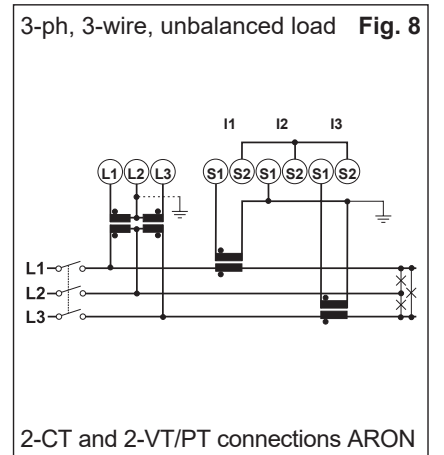 3-ph, 3-wire, unbalanced load Fig. 8
I1 I2 I3
L1 L2 L3 S1 S2 S1 S2 S1 S2
L1
L2
L3
2-CT and 2-VT/PT connections ARON